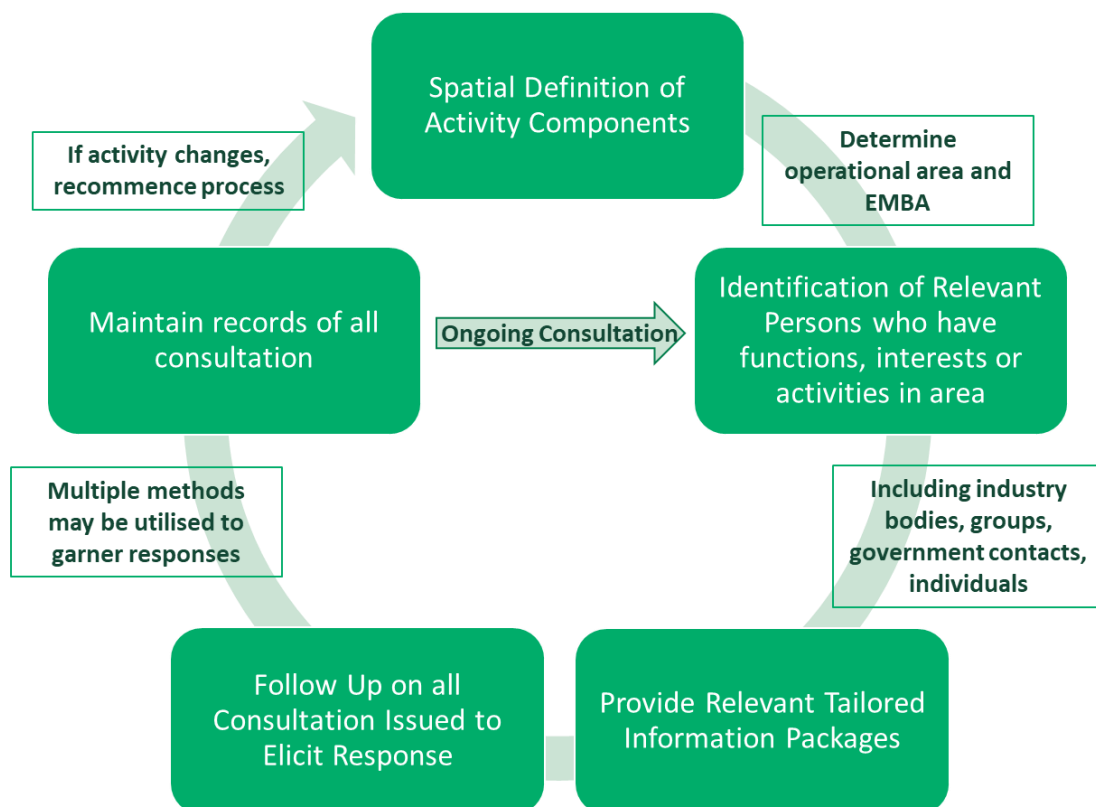 Spatial Definition of
Activity Components
If activity changes,
recommence process
Determine
operational area and
EMBA
Maintain records of all
consultation
Ongoing Consultation
Identification of Relevant
Persons who have
functions, interests or
activities in area
Multiple methods
may be utilised to
garner responses
Including industry
bodies, groups,
government contacts,
individuals
Follow Up on all
Consultation Issued to
Elicit Response
Provide Relevant Tailored
Information Packages